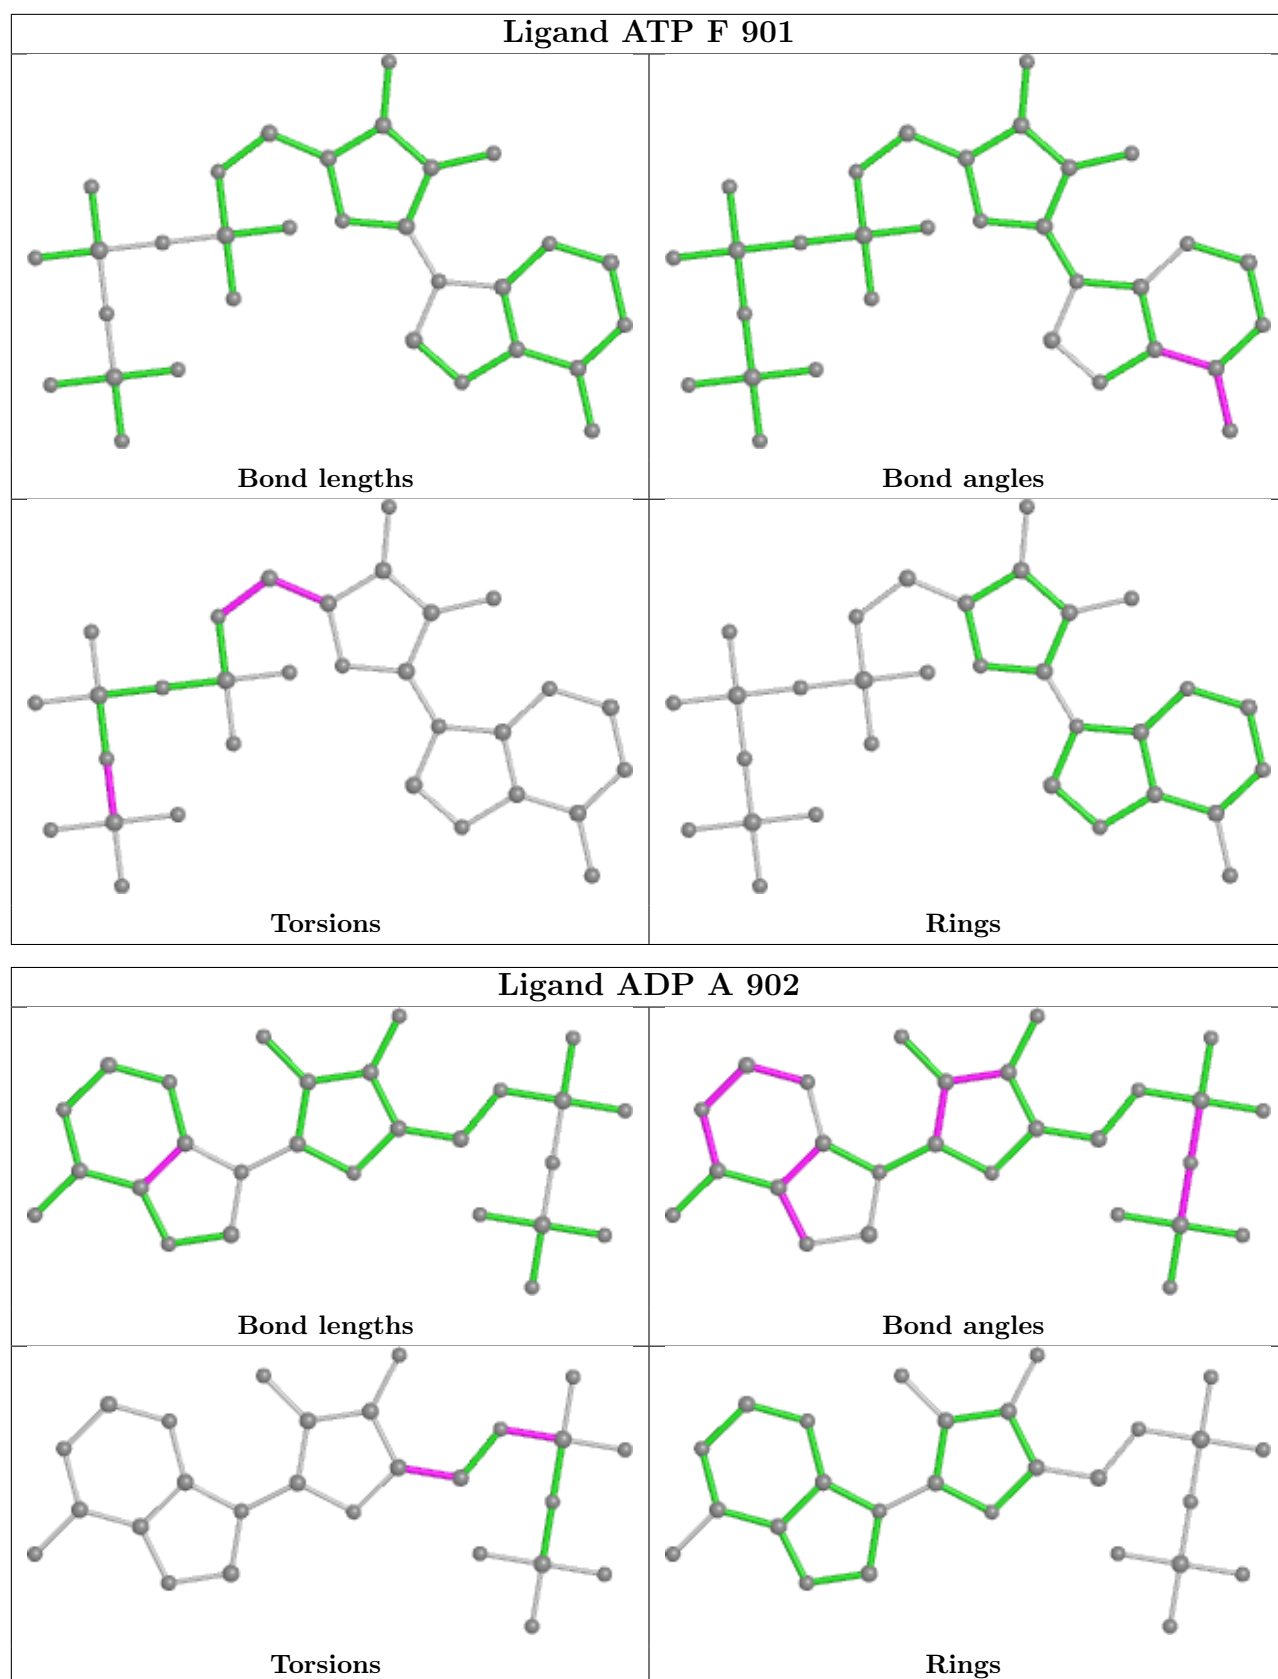 Ligand ATP F 901
Bond lengths
Bond angles
Torsions
Rings
Ligand ADP A 902
Bond lengths
Bond angles
Torsions
Rings